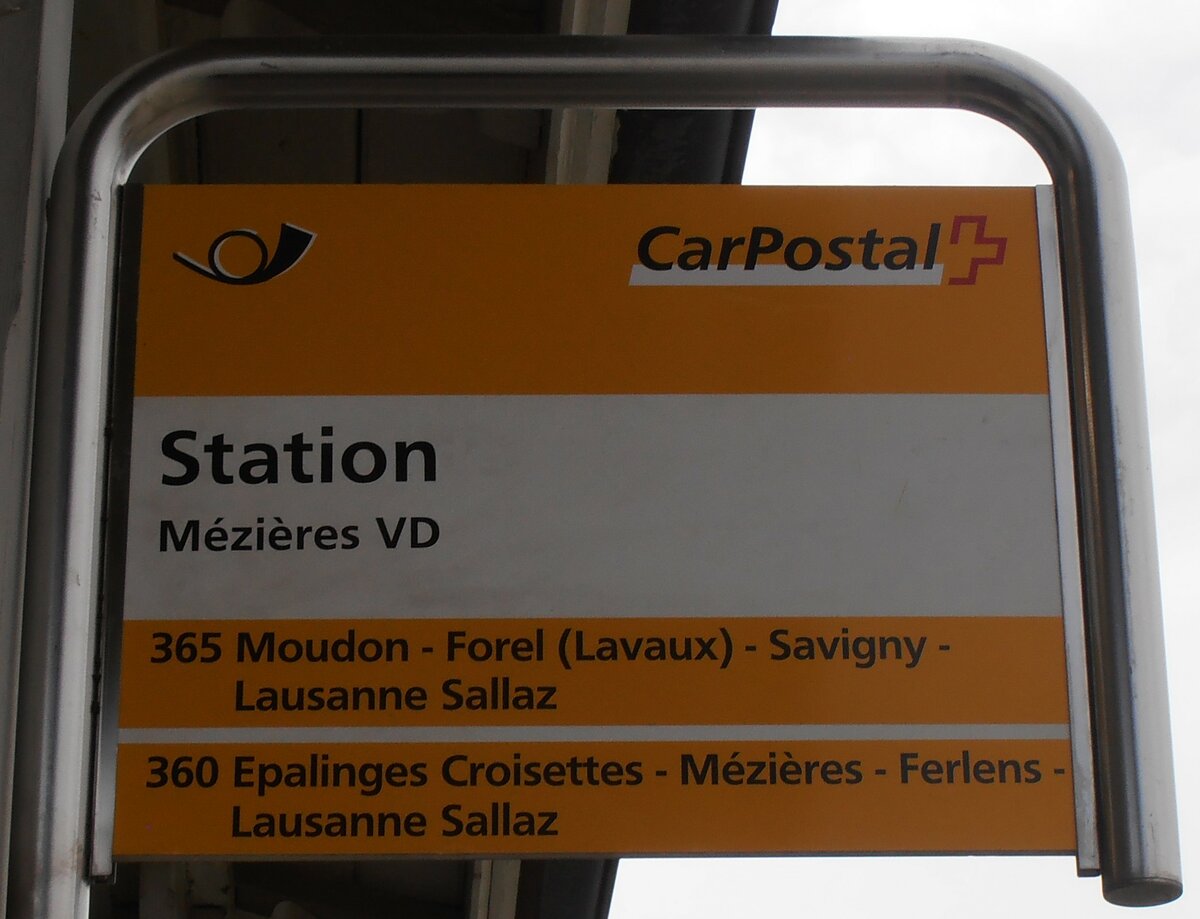 CarPostal
Station
Mézières VD
365 Moudon - Forel (Lavaux) - Savigny -
Lausanne Sallaz
360 Epalinges Croisettes - Mézières - Ferlens -
Lausanne Sallaz